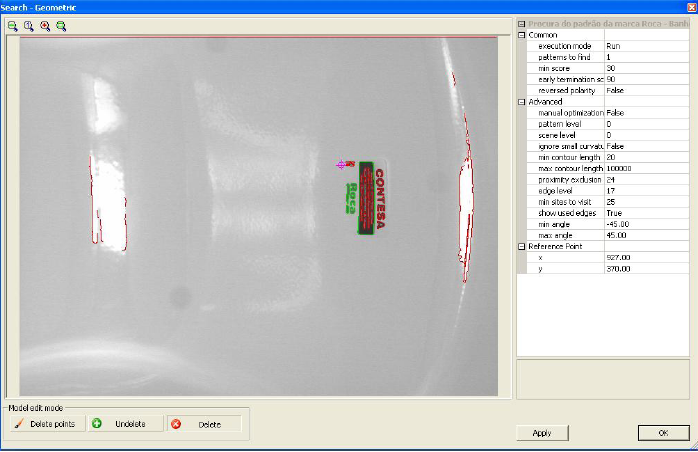 Search - Geometric
Procura do padrão da marca Roca - Banh
Common
execution mode Run
patterns to find 1
min score 30
early termination sc 90
reversed polarity False
Advanced
manual optimization False
pattern level 0
scene level 0
ignore small curvatu False
min contour length 20
max contour length 100000
proximity exclusion 24
edge level 17
min sites to visit 25
show used edges True
min angle -45.00
max angle 45.00
Reference Point
x 927.00
y 370.00
CONTESA
Roca
Model edit mode
Delete points
Undelete
Delete
Apply
OK